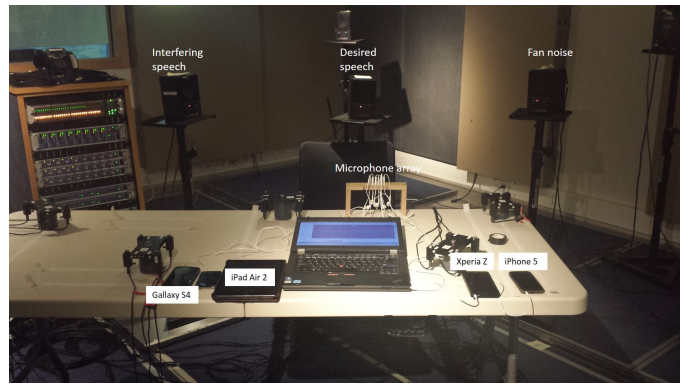 Interfering
speech
Desired
speech
Fan noise
Microphone array
Xperia Z
iPhone 5
iPad Air 2
Gallaxy S4